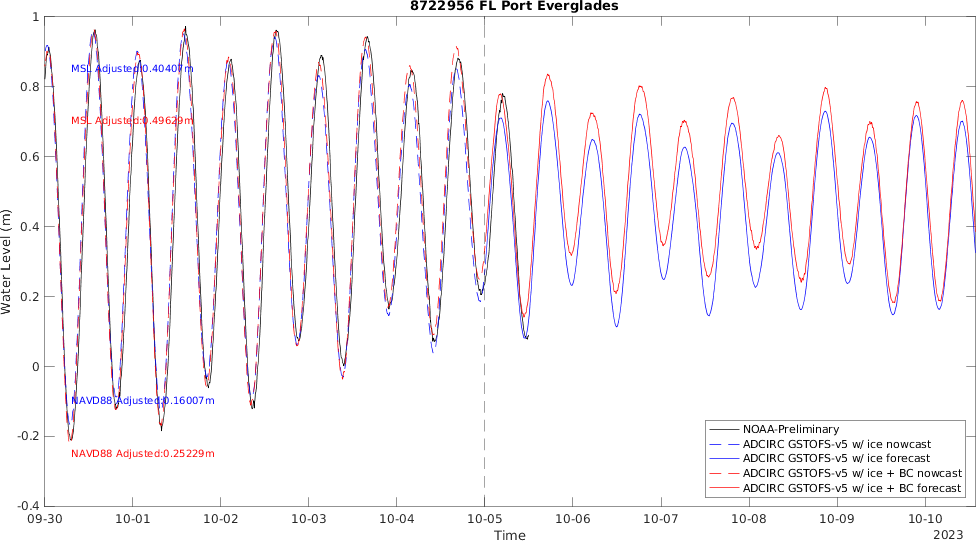 8722956 FL Port Everglades
1
0.8
0.6
0.4
0.2
0
-0.2
-0.4
Water Level (m)
MSL Adjusted:0.40407m
MSL Adjusted:0.49629m
NAVD88 Adjusted:0.16007m
NAVD88 Adjusted:0.25229m
NOAA-Preliminary
ADCIRC GSTOFS-v5 w/ ice nowcast
ADCIRC GSTOFS-v5 w/ ice forecast
ADCIRC GSTOFS-v5 w/ ice + BC nowcast
ADCIRC GSTOFS-v5 w/ ice + BC forecast
09-30 10-01 10-02 10-03 10-04 10-05 10-06 10-07 10-08 10-09 10-10
Time
2023